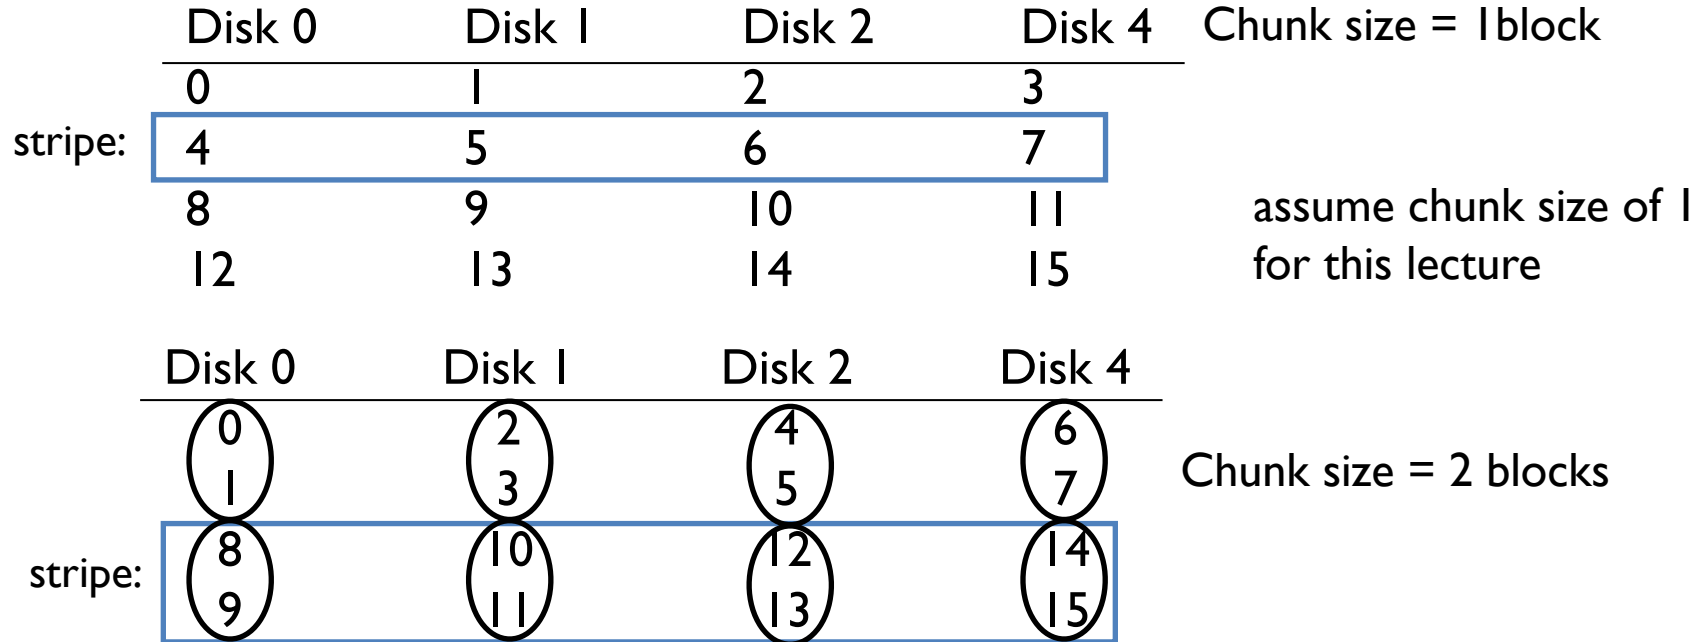 Disk 0 Disk 1 Disk 2 Disk 4 Chunk size = 1block
0 1 2 3
stripe: 4 5 6 7
8 9 10 11 assume chunk size of 1
12 13 14 15 for this lecture
Disk 0 Disk 1 Disk 2 Disk 4
0 2 4 6
1 3 5 7 Chunk size = 2 blocks
8 10 12 14
stripe:
9 11 13 15